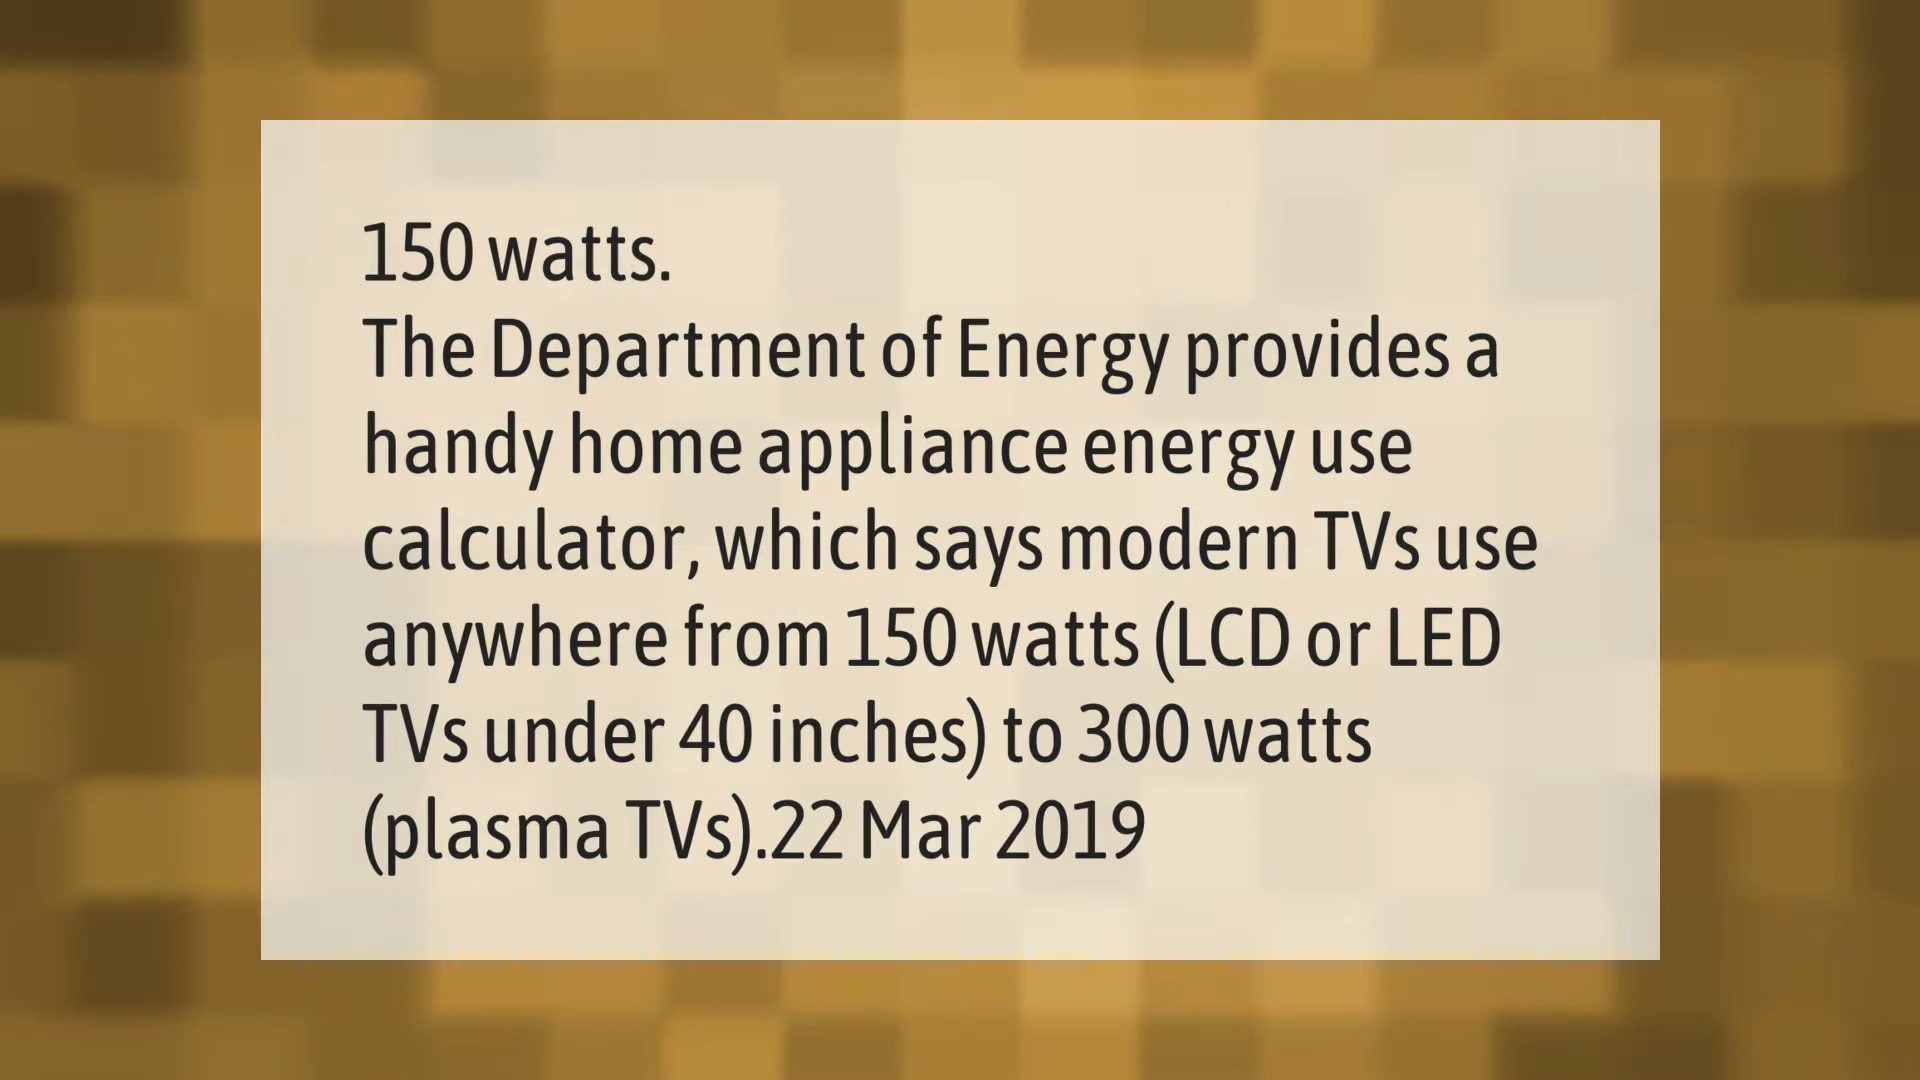 150 watts.
The Department of Energy provides a
handy home appliance energy use
calculator, which says modern TVs use
anywhere from 150 watts (LCD or LED
TVs under 40 inches) to 300 watts
(plasma TVs).22 Mar 2019